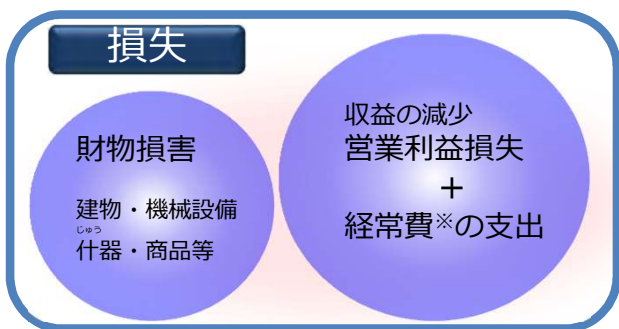 損失
財物損害
建物・機械設備
じゅう
什器・商品等
収益の減少
営業利益損失
+
経常費※の支出